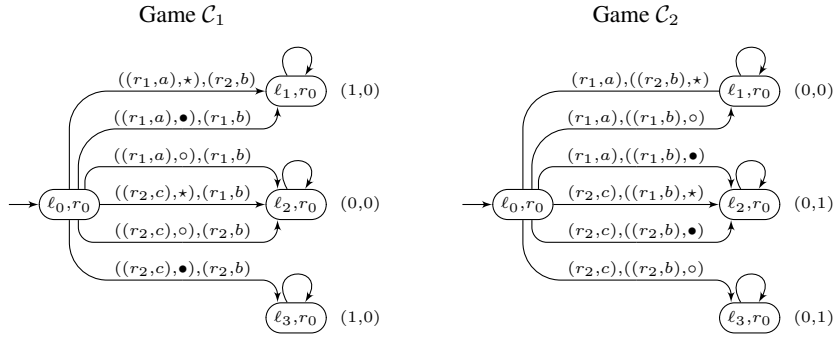 Game C₁
((r₁,a),⋆),(r₂,b)
ℓ₁,r₀ (1,0)
((r₁,a),●),(r₁,b)
((r₁,a),○),(r₁,b)
ℓ₀,r₀ ((r₂,c),⋆),(r₁,b) ℓ₂,r₀ (0,0)
((r₂,c),○),(r₂,b)
((r₂,c),●),(r₂,b)
ℓ₃,r₀ (1,0)
Game C₂
(r₁,a),((r₂,b),⋆)
ℓ₁,r₀ (0,0)
(r₁,a),((r₁,b),○)
(r₁,a),((r₁,b),●)
ℓ₀,r₀ (r₂,c),((r₁,b),⋆) ℓ₂,r₀ (0,1)
(r₂,c),((r₂,b),●)
(r₂,c),((r₂,b),○)
ℓ₃,r₀ (0,1)